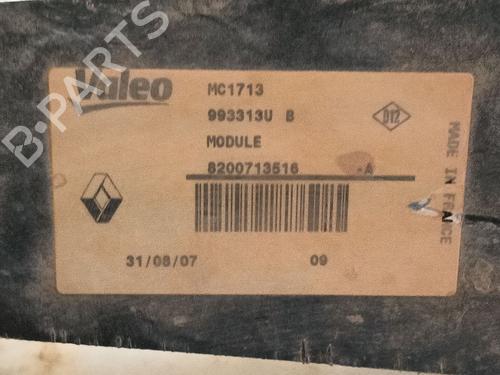 Valeo
MC1713
993313U B
D12
MODULE
8200713516 -A
31/08/07
09
MADE IN FRANCE
B-PARTS